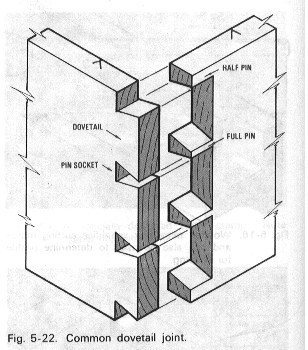 HALF PIN
DOVETAIL
FULL PIN
PIN SOCKET
Fig. 5-22. Common dovetail joint.